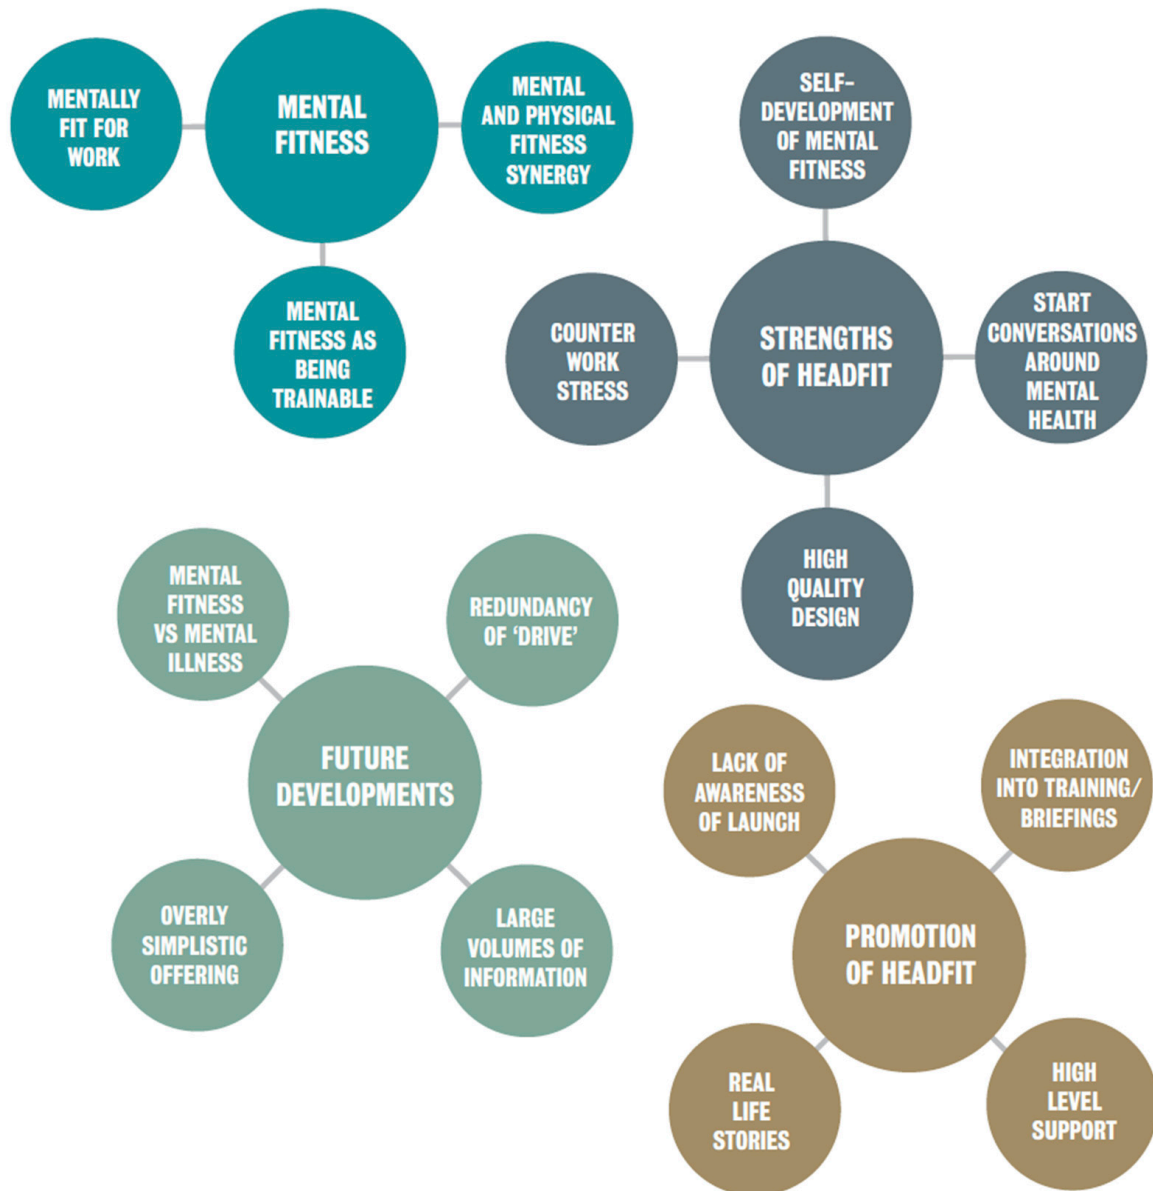 MENTALLY
FIT FOR
WORK
MENTAL
FITNESS
MENTAL
AND PHYSICAL
FITNESS
SYNERGY
MENTAL
FITNESS AS
BEING
TRAINABLE
SELF-
DEVELOPMENT
OF MENTAL
FITNESS
COUNTER
WORK
STRESS
STRENGTHS
OF HEADFIT
START
CONVERSATIONS
AROUND
MENTAL
HEALTH
HIGH
QUALITY
DESIGN
MENTAL
FITNESS
VS MENTAL
ILLNESS
REDUNDANCY
OF ‘DRIVE’
FUTURE
DEVELOPMENTS
OVERLY
SIMPLISTIC
OFFERING
LARGE
VOLUMES OF
INFORMATION
LACK OF
AWARENESS
OF LAUNCH
INTEGRATION
INTO TRAINING/
BRIEFINGS
PROMOTION
OF HEADFIT
REAL
LIFE
STORIES
HIGH
LEVEL
SUPPORT